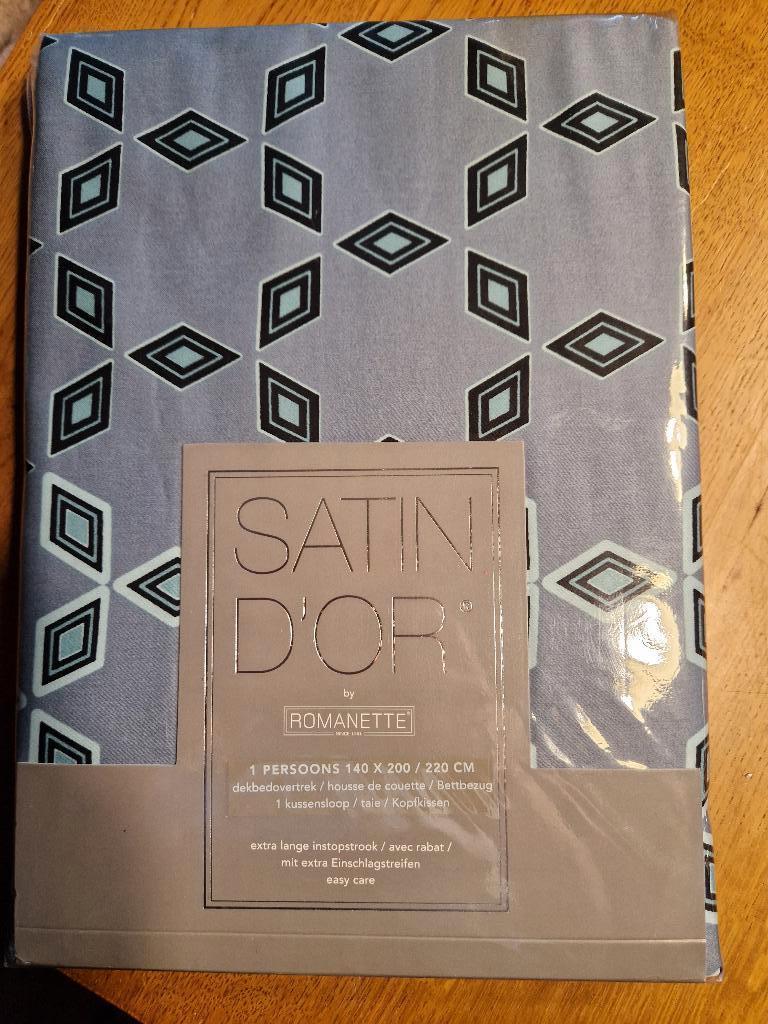 SATIN
D'OR®
by
ROMANETTE®
1 PERSOONS 140 X 200 / 220 CM
dekbedovertrek / housse de couette / Bettbezug
1 kussensloop / taie / Kopfkissen
extra lange instopstrook / avec rabat /
mit extra Einschlagstreifen
easy care